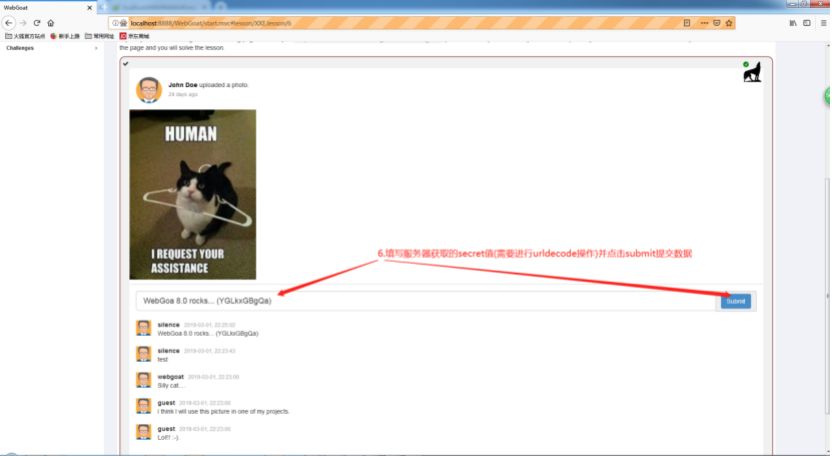 WebGoat
localhost:8888/WebGoat/start.mvc#lesson/XXE.lesson/6
火狐官方站点 新手上路 常用网址 京东商城
Challenges
the page and you will solve the lesson.
John Doe uploaded a photo.
24 days ago
HUMAN
I REQUEST YOUR
ASSISTANCE
6.填写服务器获取的secret值(需要进行urldecode操作)并点击submit提交数据
WebGoa 8.0 rocks... (YGLkxGBgQa)
Submit
silence 2019-03-01, 22:25:02
WebGoa 8.0 rocks... (YGLkxGBgQa)
silence 2019-03-01, 22:23:43
test
webgoat 2019-03-01, 22:23:00
Silly cat....
guest 2019-03-01, 22:23:00
I think I will use this picture in one of my projects.
guest 2019-03-01, 22:23:00
Lol!! :-).